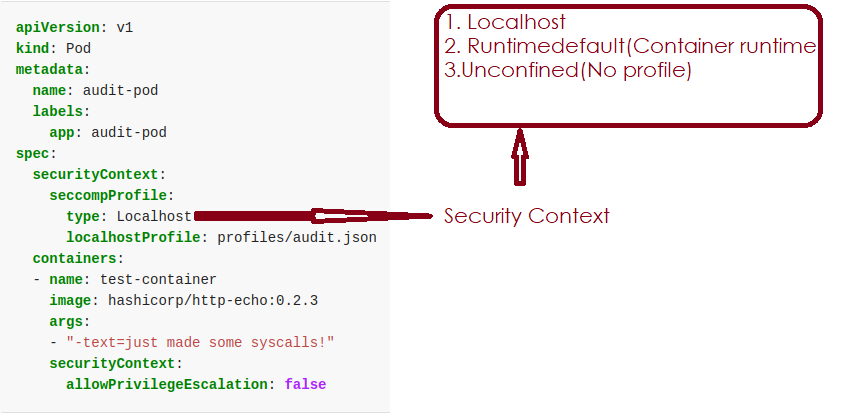 apiVersion: v1
kind: Pod
metadata:
  name: audit-pod
  labels:
    app: audit-pod
spec:
  securityContext:
    seccompProfile:
      type: Localhost
      localhostProfile: profiles/audit.json
  containers:
  - name: test-container
    image: hashicorp/http-echo:0.2.3
    args:
    - "-text=just made some syscalls!"
    securityContext:
      allowPrivilegeEscalation: false
1. Localhost
2. Runtimedefault(Container runtime
3.Unconfined(No profile)
Security Context